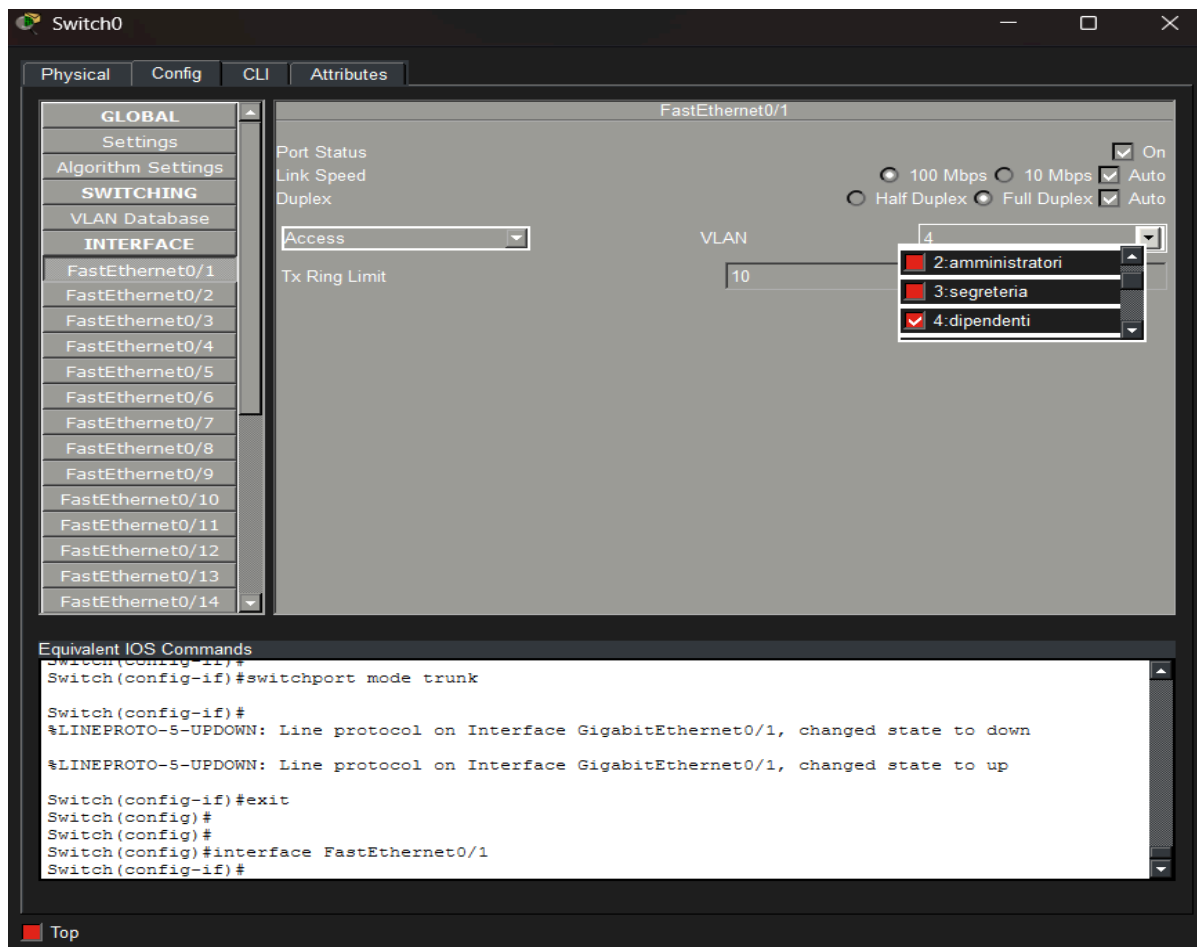 Switch0
Physical Config CLI Attributes
GLOBAL
Settings
Algorithm Settings
SWITCHING
VLAN Database
INTERFACE
FastEthernet0/1
FastEthernet0/2
FastEthernet0/3
FastEthernet0/4
FastEthernet0/5
FastEthernet0/6
FastEthernet0/7
FastEthernet0/8
FastEthernet0/9
FastEthernet0/10
FastEthernet0/11
FastEthernet0/12
FastEthernet0/13
FastEthernet0/14
FastEthernet0/1
Port Status On
Link Speed 100 Mbps 10 Mbps Auto
Duplex Half Duplex Full Duplex Auto
Access VLAN 4
2:amministratori
Tx Ring Limit 10
3:segreteria
4:dipendenti
Equivalent IOS Commands
Switch(config-if)#
Switch(config-if)#switchport mode trunk
Switch(config-if)#
%LINEPROTO-5-UPDOWN: Line protocol on Interface GigabitEthernet0/1, changed state to down
%LINEPROTO-5-UPDOWN: Line protocol on Interface GigabitEthernet0/1, changed state to up
Switch(config-if)#exit
Switch(config)#
Switch(config)#
Switch(config)#interface FastEthernet0/1
Switch(config-if)#
Top